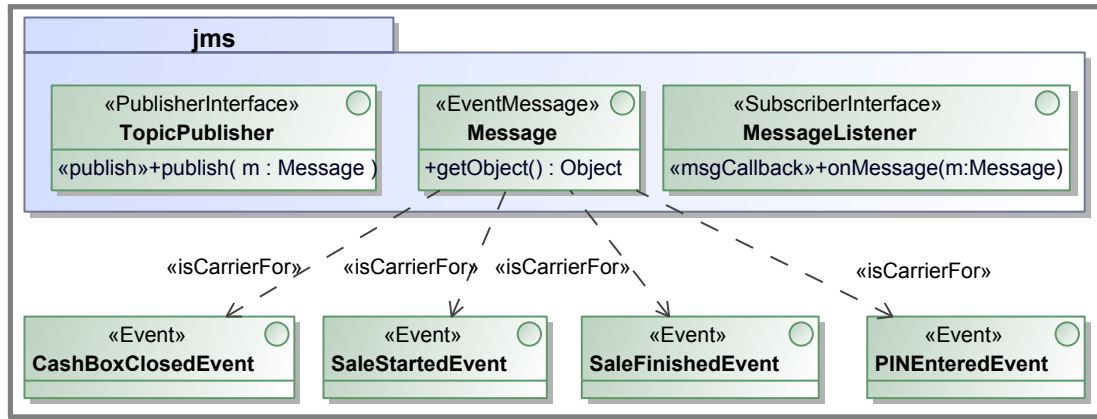 jms
«PublisherInterface»
TopicPublisher
«publish»+publish( m : Message )
«EventMessage»
Message
+getObject() : Object
«SubscriberInterface»
MessageListener
«msgCallback»+onMessage(m:Message)
«isCarrierFor»
«isCarrierFor»
«isCarrierFor»
«isCarrierFor»
«Event»
CashBoxClosedEvent
«Event»
SaleStartedEvent
«Event»
SaleFinishedEvent
«Event»
PINEnteredEvent